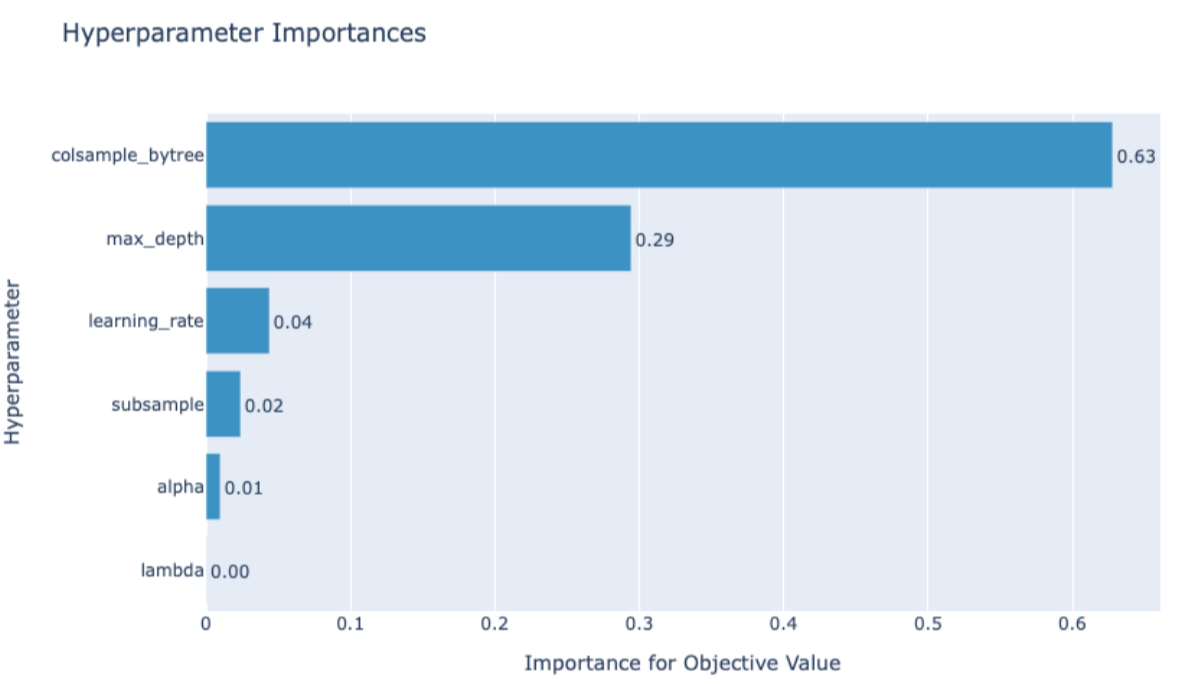 Hyperparameter Importances
Hyperparameter
colsample_bytree 0.63
max_depth 0.29
learning_rate 0.04
subsample 0.02
alpha 0.01
lambda 0.00
0 0.1 0.2 0.3 0.4 0.5 0.6
Importance for Objective Value